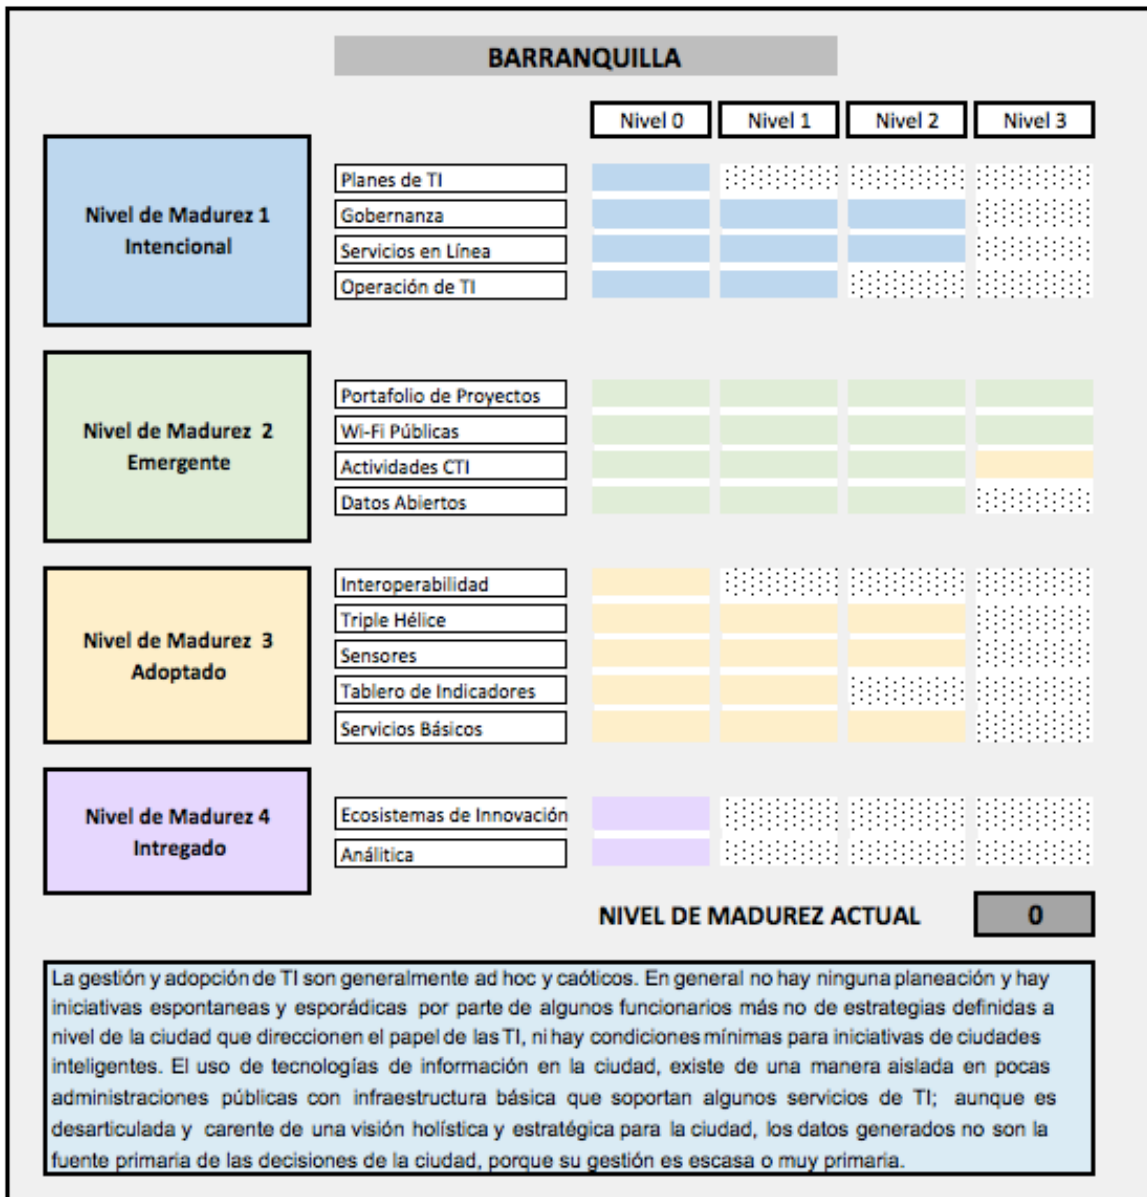 BARRANQUILLA
Nivel 0 Nivel 1 Nivel 2 Nivel 3
Nivel de Madurez 1
Intencional
Planes de TI
Gobernanza
Servicios en Línea
Operación de TI
Nivel de Madurez 2
Emergente
Portafolio de Proyectos
Wi-Fi Públicas
Actividades CTI
Datos Abiertos
Nivel de Madurez 3
Adoptado
Interoperabilidad
Triple Hélice
Sensores
Tablero de Indicadores
Servicios Básicos
Nivel de Madurez 4
Intregado
Ecosistemas de Innovación
Análitica
NIVEL DE MADUREZ ACTUAL 0
La gestión y adopción de TI son generalmente ad hoc y caóticos. En general no hay ninguna planeación y hay
iniciativas espontaneas y esporádicas por parte de algunos funcionarios más no de estrategias definidas a
nivel de la ciudad que direccionen el papel de las TI, ni hay condiciones mínimas para iniciativas de ciudades
inteligentes. El uso de tecnologías de información en la ciudad, existe de una manera aislada en pocas
administraciones públicas con infraestructura básica que soportan algunos servicios de TI; aunque es
desarticulada y carente de una visión holística y estratégica para la ciudad, los datos generados no son la
fuente primaria de las decisiones de la ciudad, porque su gestión es escasa o muy primaria.